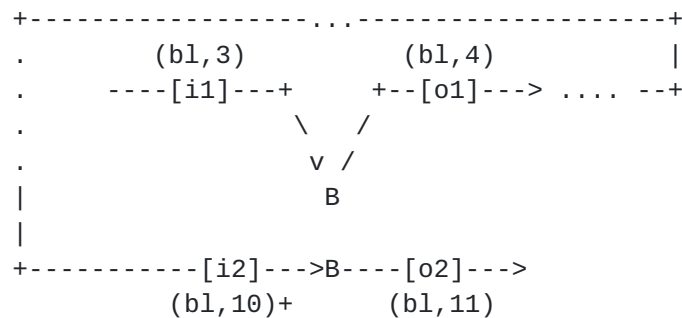 +------------------...--------------------+
.        (bl,3)          (bl,4)           |
.     ----[i1]---+     +--[o1]---> .... --+
.                 \   /
.                  v /
|                   B
|
+-----------[i2]--->B----[o2]--->
          (bl,10)+      (bl,11)